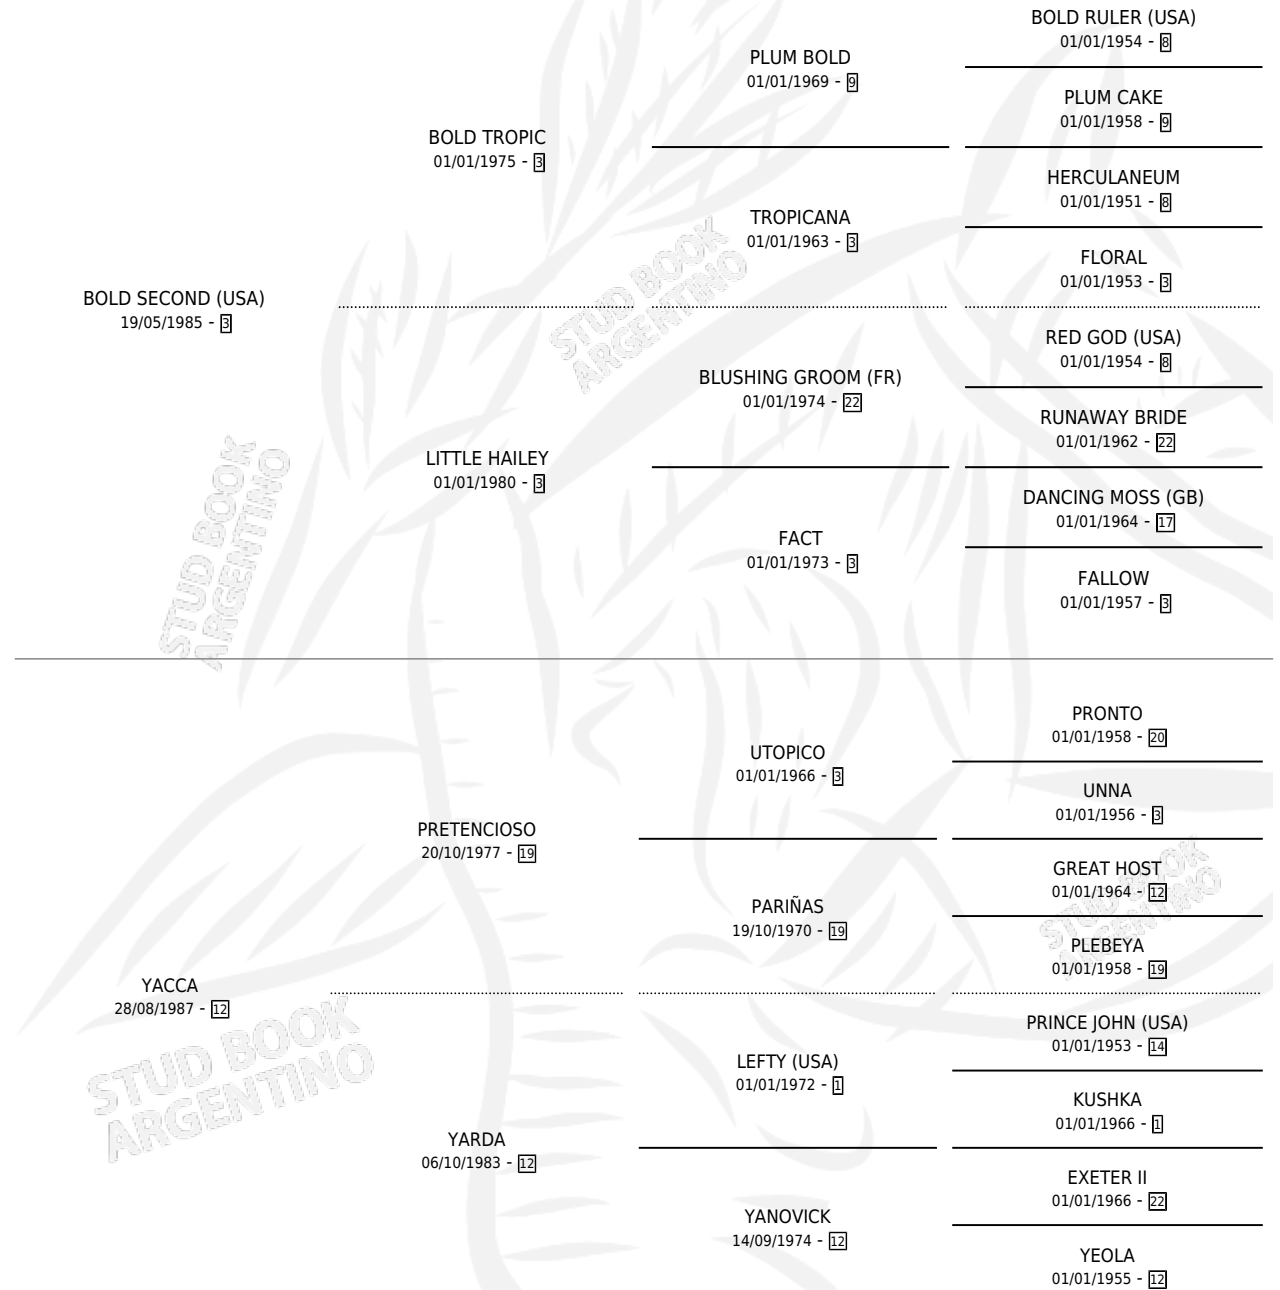 BOLD RULER (USA)
01/01/1954 - 8
PLUM BOLD
01/01/1969 - 9
PLUM CAKE
01/01/1958 - 9
BOLD TROPIC
01/01/1975 - 3
HERCULANEUM
01/01/1951 - 8
TROPICANA
01/01/1963 - 3
FLORAL
01/01/1953 - 3
BOLD SECOND (USA)
19/05/1985 - 3
RED GOD (USA)
01/01/1954 - 8
BLUSHING GROOM (FR)
01/01/1974 - 22
RUNAWAY BRIDE
01/01/1962 - 22
LITTLE HAILEY
01/01/1980 - 3
DANCING MOSS (GB)
01/01/1964 - 17
FACT
01/01/1973 - 3
FALLOW
01/01/1957 - 3
PRONTO
01/01/1958 - 20
UTOPICO
01/01/1966 - 3
UNNA
01/01/1956 - 3
PRETENCIOSO
20/10/1977 - 19
GREAT HOST
01/01/1964 - 12
PARIÑAS
19/10/1970 - 19
PLEBEYA
01/01/1958 - 19
YACCA
28/08/1987 - 12
PRINCE JOHN (USA)
01/01/1953 - 14
LEFTY (USA)
01/01/1972 - 1
KUSHKA
01/01/1966 - 1
YARDA
06/10/1983 - 12
EXETER II
01/01/1966 - 22
YANOVICK
14/09/1974 - 12
YEOLA
01/01/1955 - 12
STUD BOOK
ARGENTINO
STUD BOOK
ARGENTINO
STUD BOOK
ARGENTINO
STUD BOOK
ARGENTINO